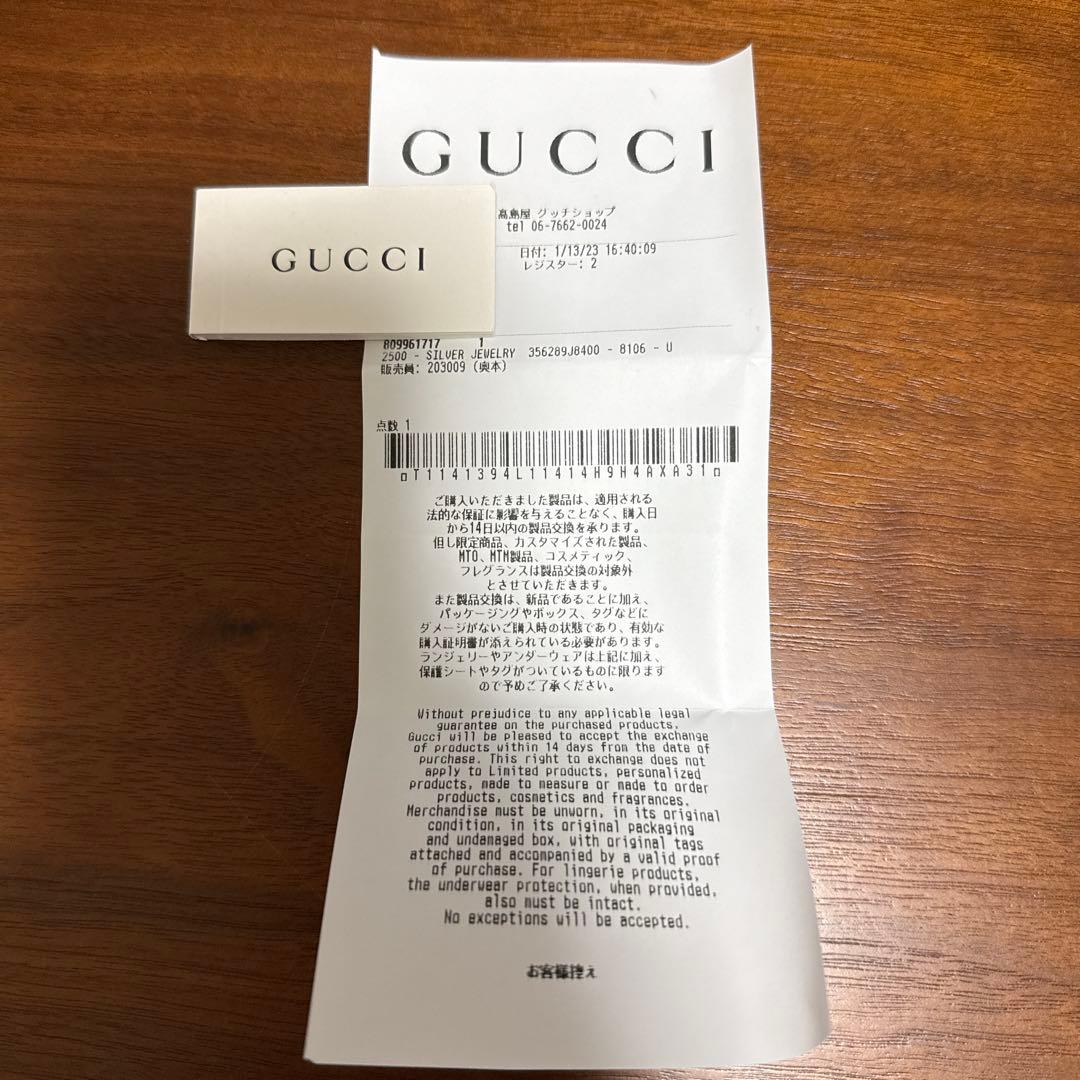 GUCCI
GUCCI
髙島屋 グッチショップ
tel 06-7662-0024
日付: 1/13/23 16:40:09
レジスター: 2
809961717 1
2500 - SILVER JEWELRY 356289J8400 - 8106 - U
販売員: 203009 (奥本)
点数 1
T1141394L11414H9H4AXA31
ご購入いただきました製品は、適用される
法的な保証に影響を与えることなく、購入日
から14日以内の製品交換を承ります。
但し限定商品、カスタマイズされた製品、
MTO、MTM製品、コスメティック、
フレグランスは製品交換の対象外
とさせていただきます。
また製品交換は、新品であることに加え、
パッケージングやボックス、タグなどに
ダメージがないご購入時の状態であり、有効な
購入証明書が添えられている必要があります。
ランジェリーやアンダーウェアは上記に加え、
保護シートやタグがついているものに限ります
ので予めご了承ください。
Without prejudice to any applicable legal
guarantee on the purchased products,
Gucci will be pleased to accept the exchange
of products within 14 days from the date of
purchase. This right to exchange does not
apply to Limited products, personalized
products, made to measure or made to order
products, cosmetics and fragrances.
Merchandise must be unworn, in its original
condition, in its original packaging
and undamaged box, with original tags
attached and accompanied by a valid proof
of purchase. For lingerie products,
the underwear protection, when provided,
also must be intact.
No exceptions will be accepted.
お客様控え